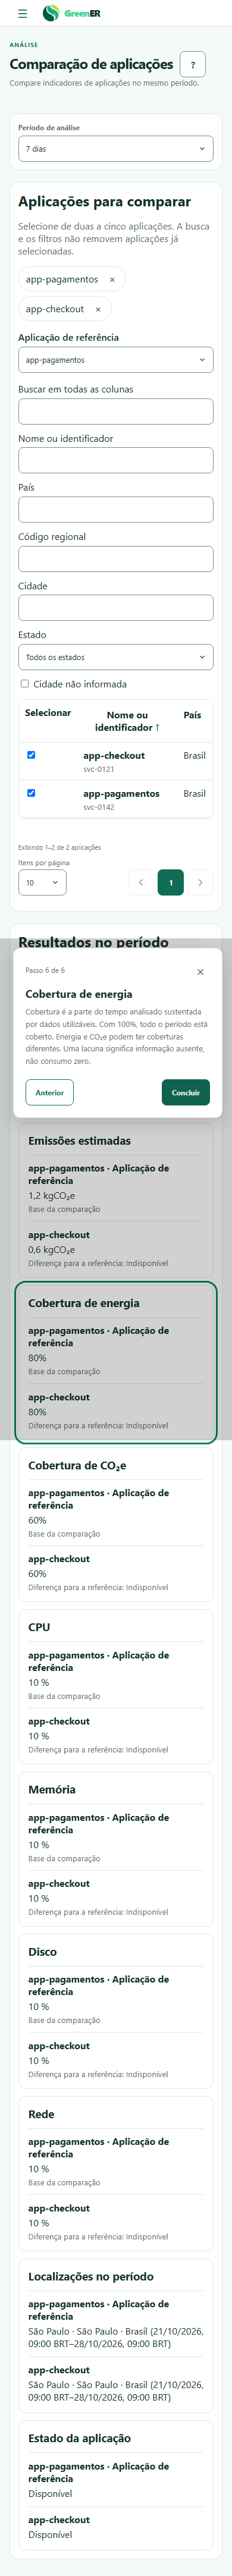 GreenER
ANÁLISE
Comparação de aplicações
?
Compare indicadores de aplicações no mesmo período.
Período de análise
7 dias
Aplicações para comparar
Selecione de duas a cinco aplicações. A busca
e os filtros não removem aplicações já
selecionadas.
app-pagamentos ×
app-checkout ×
Aplicação de referência
app-pagamentos
Buscar em todas as colunas
Nome ou identificador
País
Código regional
Cidade
Estado
Todos os estados
Cidade não informada
Selecionar Nome ou País
identificador ↑
app-checkout Brasil
svc-0121
app-pagamentos Brasil
svc-0142
Exibindo 1–2 de 2 aplicações
Itens por página
10
1
Resultados no período
Passo 6 de 6
Cobertura de energia
Cobertura é a parte do tempo analisado sustentada
por dados utilizáveis. Com 100%, todo o período está
coberto. Energia e CO₂e podem ter coberturas
diferentes. Uma lacuna significa informação ausente,
não consumo zero.
Anterior
Concluir
Emissões estimadas
app-pagamentos · Aplicação de
referência
1,2 kgCO₂e
Base da comparação
app-checkout
0,6 kgCO₂e
Diferença para a referência: Indisponível
Cobertura de energia
app-pagamentos · Aplicação de
referência
80%
Base da comparação
app-checkout
80%
Diferença para a referência: Indisponível
Cobertura de CO₂e
app-pagamentos · Aplicação de
referência
60%
Base da comparação
app-checkout
60%
Diferença para a referência: Indisponível
CPU
app-pagamentos · Aplicação de
referência
10 %
Base da comparação
app-checkout
10 %
Diferença para a referência: Indisponível
Memória
app-pagamentos · Aplicação de
referência
10 %
Base da comparação
app-checkout
10 %
Diferença para a referência: Indisponível
Disco
app-pagamentos · Aplicação de
referência
10 %
Base da comparação
app-checkout
10 %
Diferença para a referência: Indisponível
Rede
app-pagamentos · Aplicação de
referência
10 %
Base da comparação
app-checkout
10 %
Diferença para a referência: Indisponível
Localizações no período
app-pagamentos · Aplicação de
referência
São Paulo · São Paulo · Brasil (21/10/2026,
09:00 BRT–28/10/2026, 09:00 BRT)
app-checkout
São Paulo · São Paulo · Brasil (21/10/2026,
09:00 BRT–28/10/2026, 09:00 BRT)
Estado da aplicação
app-pagamentos · Aplicação de
referência
Disponível
app-checkout
Disponível